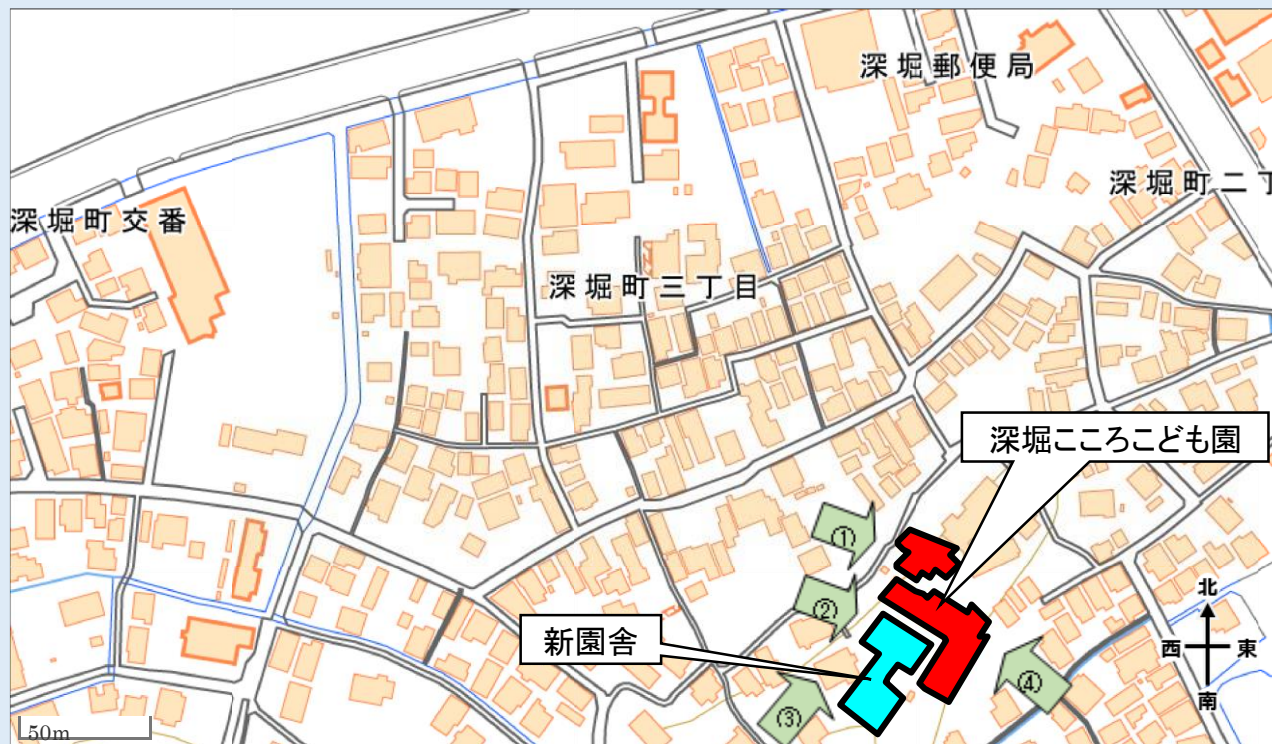 深堀郵便局
深堀町二丁
深堀町交番
深堀町三丁目
深堀こころこども園
①
②
新園舎
③
④
北
西 東
南
50m